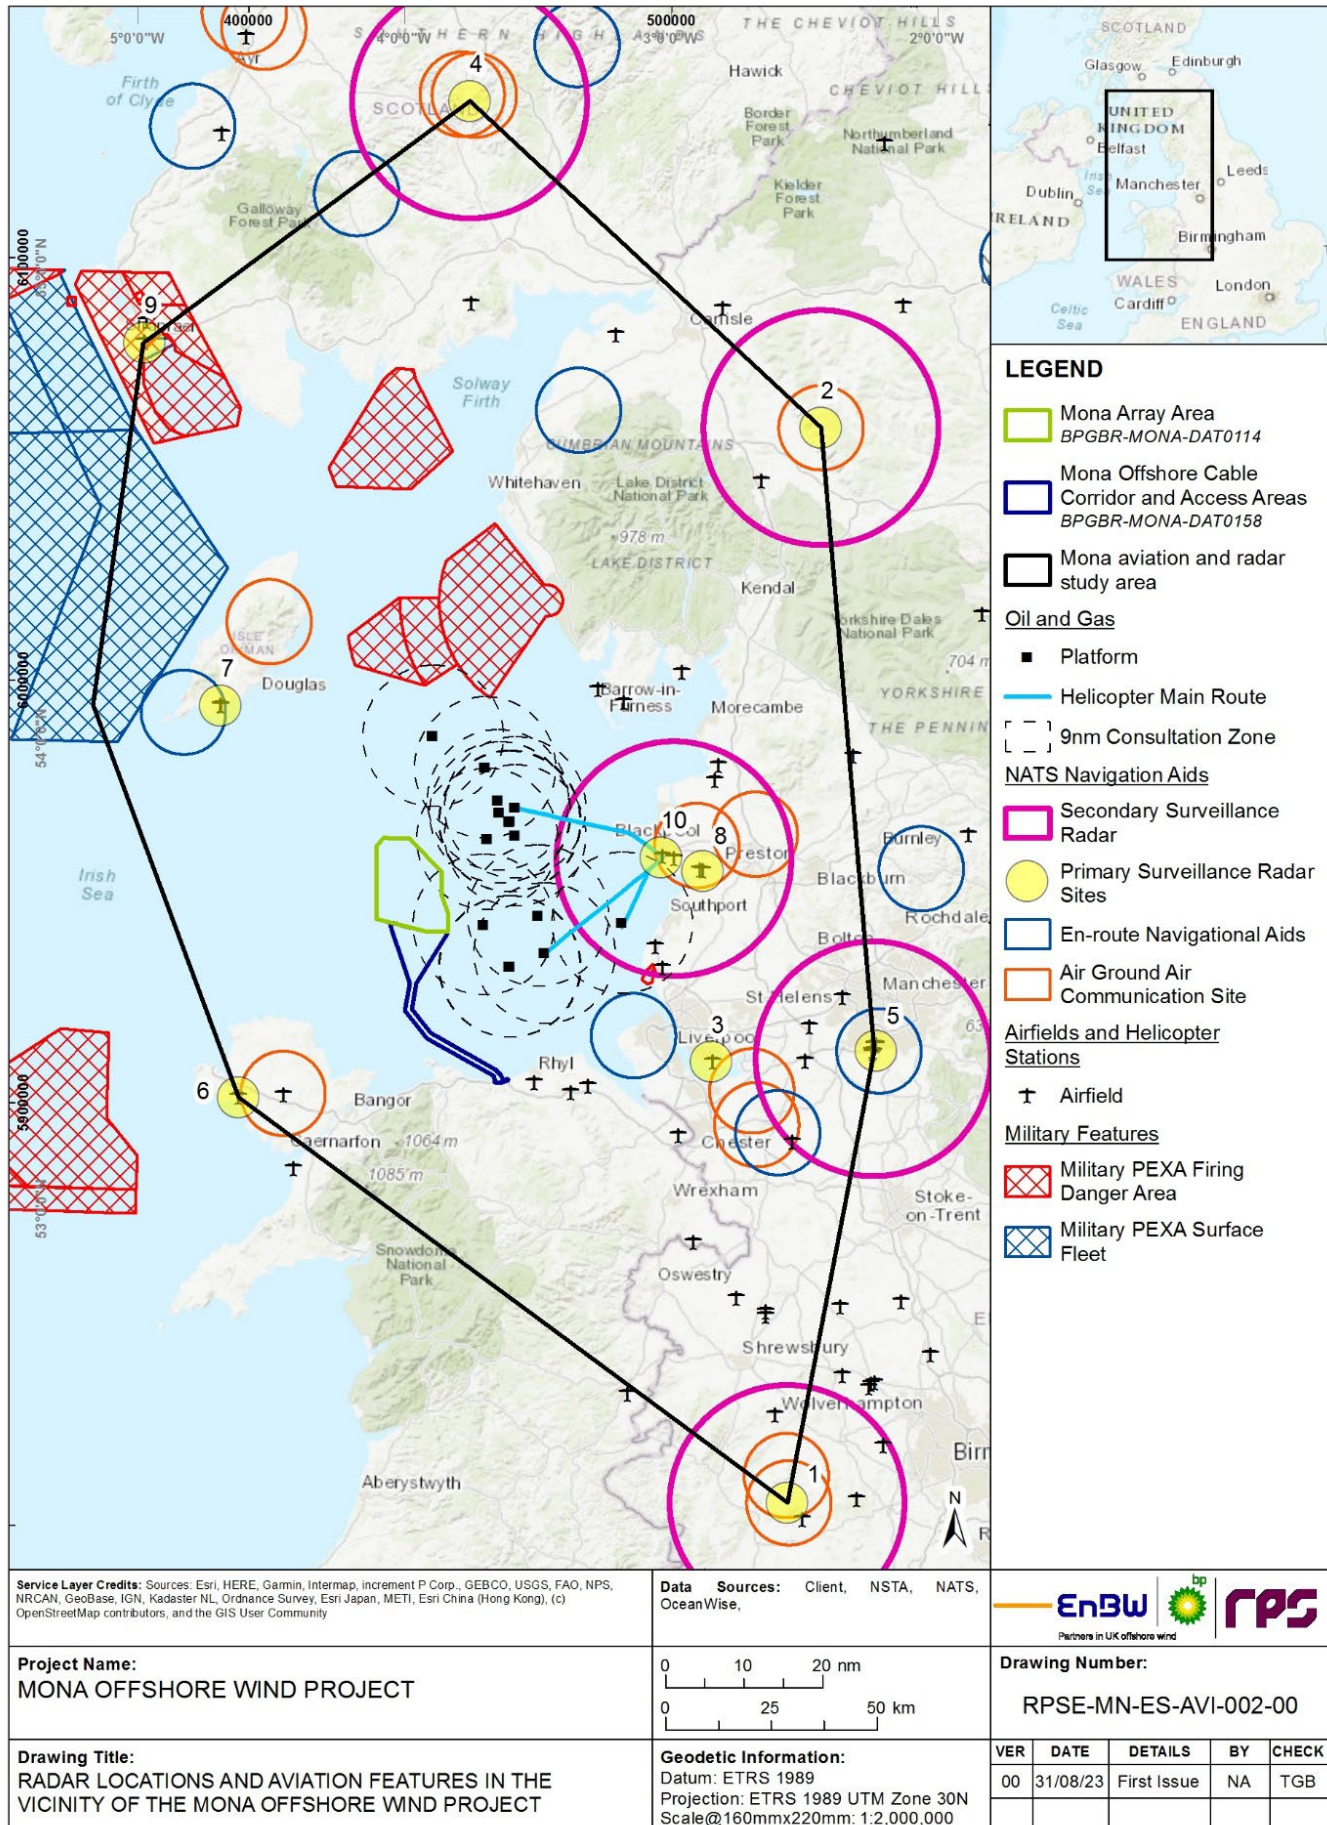 400000
500000
5°0'0"W
4°0'0"W
3°0'0"W
2°0'0"W
SOUTHERN HIGHLANDS
THE CHEVIOT HILLS
Ayr
Firth
of Clyde
4
SCOTLAND
Hawick
CHEVIOT HILLS
Border
Forest
Park
Northumberland
National Park
Galloway
Forest Park
Kielder
Forest
Park
6100000
9
Carlisle
2
Solway
Firth
CUMBRIAN MOUNTAINS
Whitehaven
Lake District
National Park
978 m
LAKE DISTRICT
Kendal
Yorkshire Dales
National Park
704 m
ISLE
OF MAN
7
Douglas
6000000
54°0'0"N
Barrow-in-
Furness
Morecambe
YORKSHIRE
THE PENNIN
10
Blackpool
8
Preston
Burnley
Blackburn
Irish
Sea
Southport
Rochdale
Bolton
Manchester
St Helens
5
3
Liverpool
Rhyl
6
Bangor
5900000
Caernarfon
1064 m
1085 m
Chester
Wrexham
53°0'0"N
Stoke-
on-Trent
Snowdonia
National
Park
Oswestry
Shrewsbury
Wolverhampton
Birm
1
Aberystwyth
N
SCOTLAND
Glasgow
Edinburgh
UNITED
KINGDOM
Belfast
Irish
Sea
Leeds
Dublin
Manchester
IRELAND
Birmingham
WALES
Cardiff
London
Celtic
Sea
ENGLAND
LEGEND
Mona Array Area
BPGBR-MONA-DAT0114
Mona Offshore Cable
Corridor and Access Areas
BPGBR-MONA-DAT0158
Mona aviation and radar
study area
Oil and Gas
Platform
Helicopter Main Route
9nm Consultation Zone
NATS Navigation Aids
Secondary Surveillance
Radar
Primary Surveillance Radar
Sites
En-route Navigational Aids
Air Ground Air
Communication Site
Airfields and Helicopter
Stations
Airfield
Military Features
Military PEXA Firing
Danger Area
Military PEXA Surface
Fleet
Service Layer Credits: Sources: Esri, HERE, Garmin, Intermap, increment P Corp., GEBCO, USGS, FAO, NPS,
NRCAN, GeoBase, IGN, Kadaster NL, Ordnance Survey, Esri Japan, METI, Esri China (Hong Kong), (c)
OpenStreetMap contributors, and the GIS User Community
Data Sources: Client, NSTA, NATS,
OceanWise,
EnBW bp rps
Partners in UK offshore wind
Project Name:
MONA OFFSHORE WIND PROJECT
0 10 20 nm
0 25 50 km
Drawing Number:
RPSE-MN-ES-AVI-002-00
Drawing Title:
RADAR LOCATIONS AND AVIATION FEATURES IN THE
VICINITY OF THE MONA OFFSHORE WIND PROJECT
Geodetic Information:
Datum: ETRS 1989
Projection: ETRS 1989 UTM Zone 30N
Scale@160mmx220mm: 1:2,000,000
VER DATE DETAILS BY CHECK
00 31/08/23 First Issue NA TGB